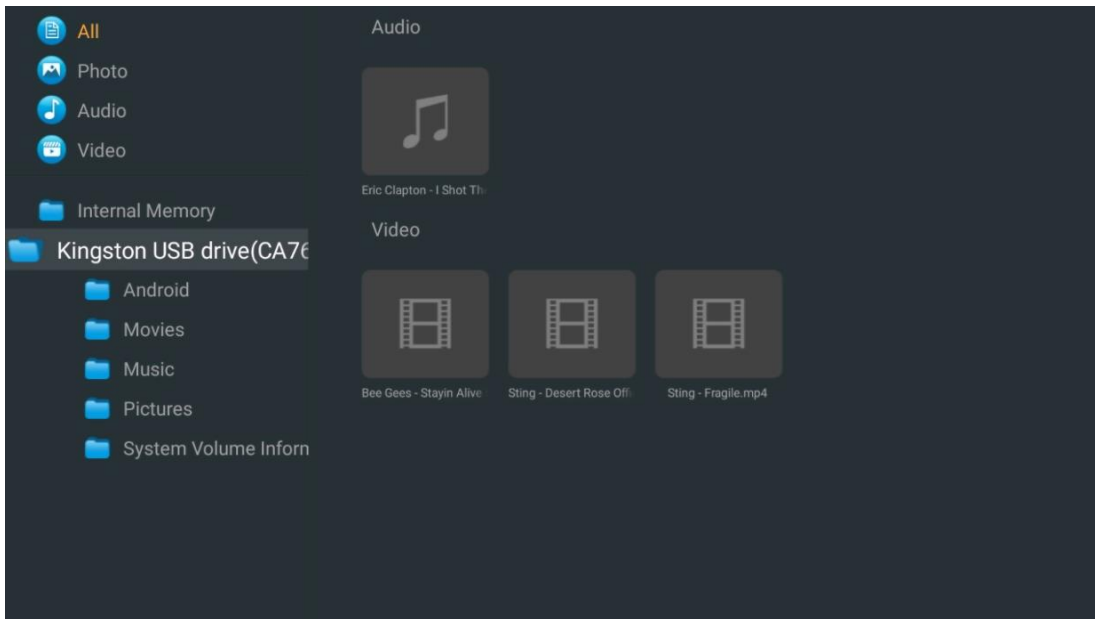 All
Photo
Audio
Video
Internal Memory
Kingston USB drive(CA76
Android
Movies
Music
Pictures
System Volume Inforn
Audio
Eric Clapton - I Shot Th
Video
Bee Gees - Stayin Alive
Sting - Desert Rose Offi
Sting - Fragile.mp4